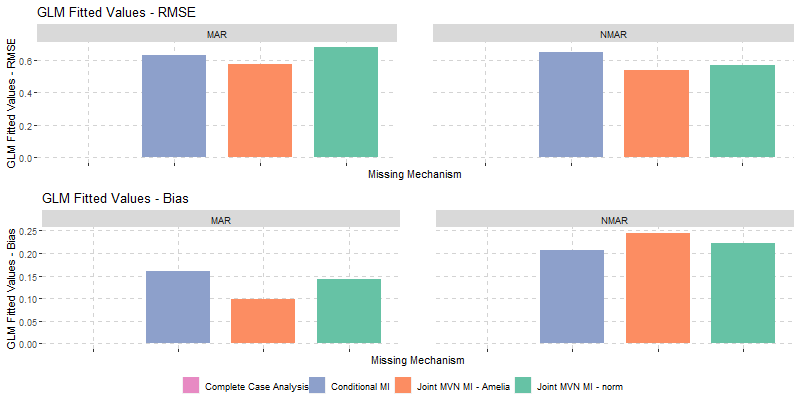 GLM Fitted Values - RMSE
MAR
NMAR
GLM Fitted Values - RMSE
0.6
0.4
0.2
0.0
Missing Mechanism
GLM Fitted Values - Bias
MAR
NMAR
GLM Fitted Values - Bias
0.25
0.20
0.15
0.10
0.05
0.00
Missing Mechanism
Complete Case Analysis Conditional MI Joint MVN MI - Amelia Joint MVN MI - norm